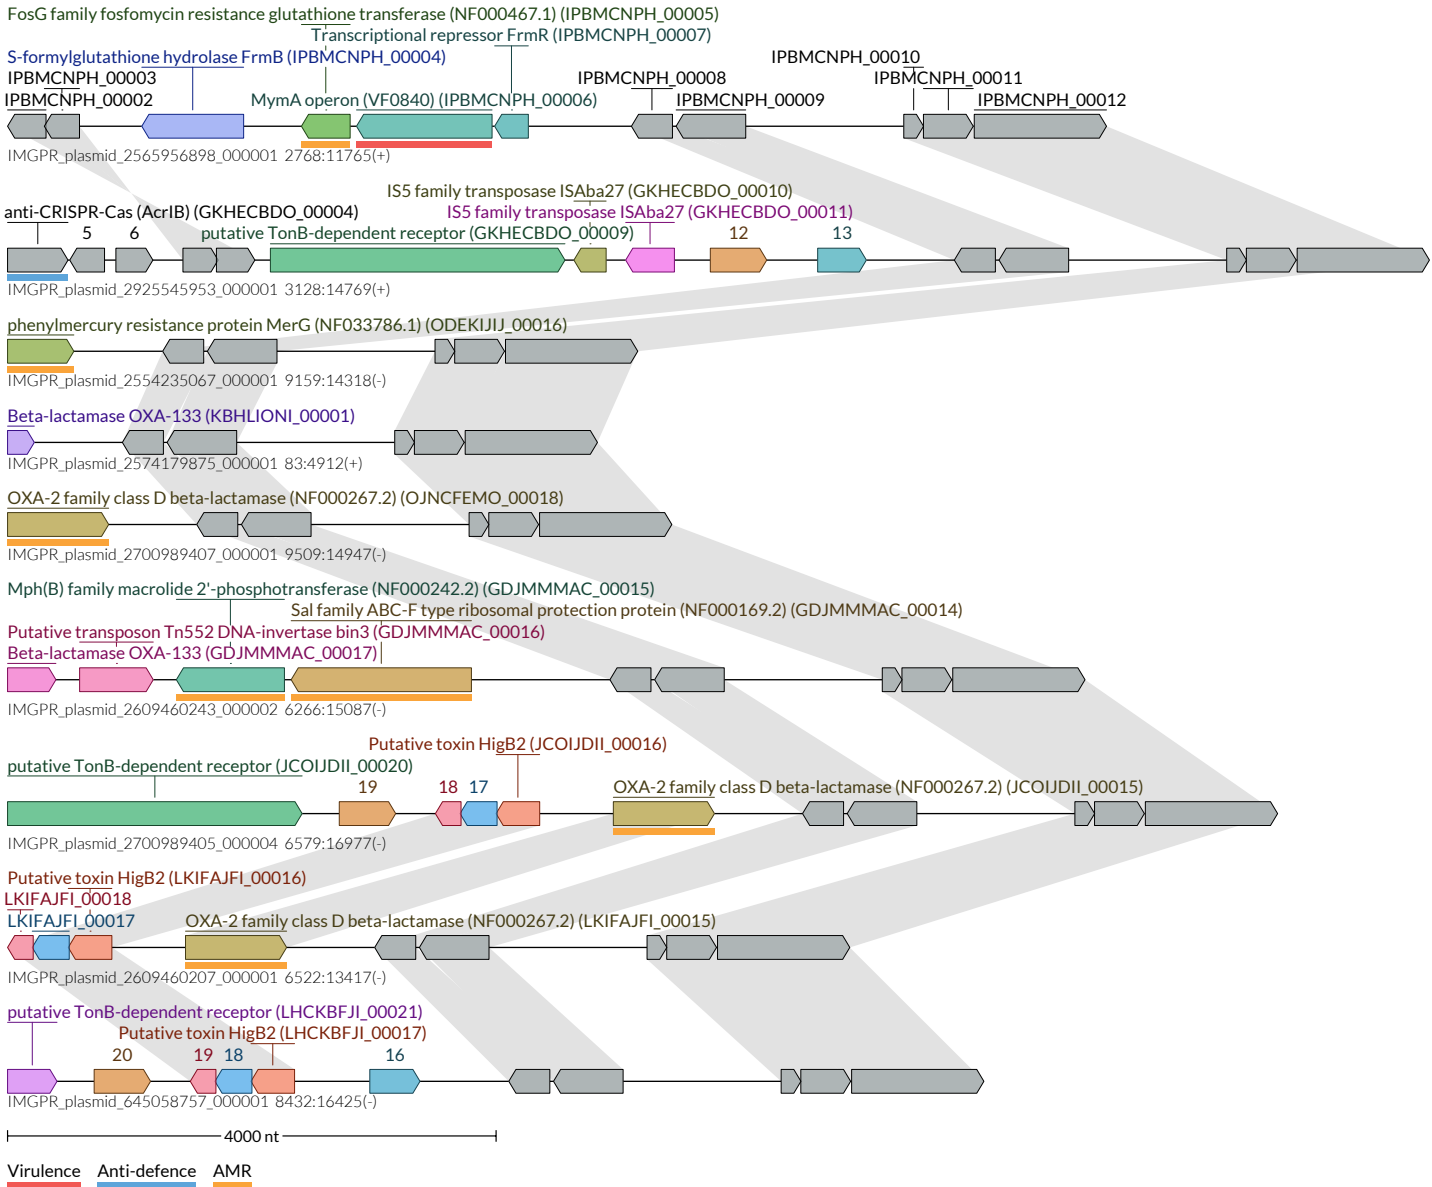 FosG family fosfomycin resistance glutathione transferase (NF000467.1) (IPBMCNPH_00005)
Transcriptional repressor FrmR (IPBMCNPH_00007)
S-formylglutathione hydrolase FrmB (IPBMCNPH_00004)
IPBMCNPH_00010
IPBMCNPH_00003
IPBMCNPH_00008
IPBMCNPH_00011
IPBMCNPH_00002
MymA operon (VF0840) (IPBMCNPH_00006)
IPBMCNPH_00009
IPBMCNPH_00012
IMGPR_plasmid_2565956898_000001 2768:11765(+)
IS5 family transposase ISAba27 (GKHECBDO_00010)
anti-CRISPR-Cas (AcrIB) (GKHECBDO_00004)
IS5 family transposase ISAba27 (GKHECBDO_00011)
5
6
putative TonB-dependent receptor (GKHECBDO_00009)
12
13
IMGPR_plasmid_2925545953_000001 3128:14769(+)
phenylmercury resistance protein MerG (NF033786.1) (ODEKIJIJ_00016)
IMGPR_plasmid_2554235067_000001 9159:14318(-)
Beta-lactamase OXA-133 (KBHLIONI_00001)
IMGPR_plasmid_2574179875_000001 83:4912(+)
OXA-2 family class D beta-lactamase (NF000267.2) (OJNCFEMO_00018)
IMGPR_plasmid_2700989407_000001 9509:14947(-)
Mph(B) family macrolide 2'-phosphotransferase (NF000242.2) (GDJMMMAC_00015)
Sal family ABC-F type ribosomal protection protein (NF000169.2) (GDJMMMAC_00014)
Putative transposon Tn552 DNA-invertase bin3 (GDJMMMAC_00016)
Beta-lactamase OXA-133 (GDJMMMAC_00017)
IMGPR_plasmid_2609460243_000002 6266:15087(-)
Putative toxin HigB2 (JCOIJDII_00016)
putative TonB-dependent receptor (JCOIJDII_00020)
19
18
17
OXA-2 family class D beta-lactamase (NF000267.2) (JCOIJDII_00015)
IMGPR_plasmid_2700989405_000004 6579:16977(-)
Putative toxin HigB2 (LKIFAJFI_00016)
LKIFAJFI_00018
LKIFAJFI_00017
OXA-2 family class D beta-lactamase (NF000267.2) (LKIFAJFI_00015)
IMGPR_plasmid_2609460207_000001 6522:13417(-)
putative TonB-dependent receptor (LHCKBFJI_00021)
Putative toxin HigB2 (LHCKBFJI_00017)
20
19
18
16
IMGPR_plasmid_645058757_000001 8432:16425(-)
4000 nt
Virulence
Anti-defence
AMR